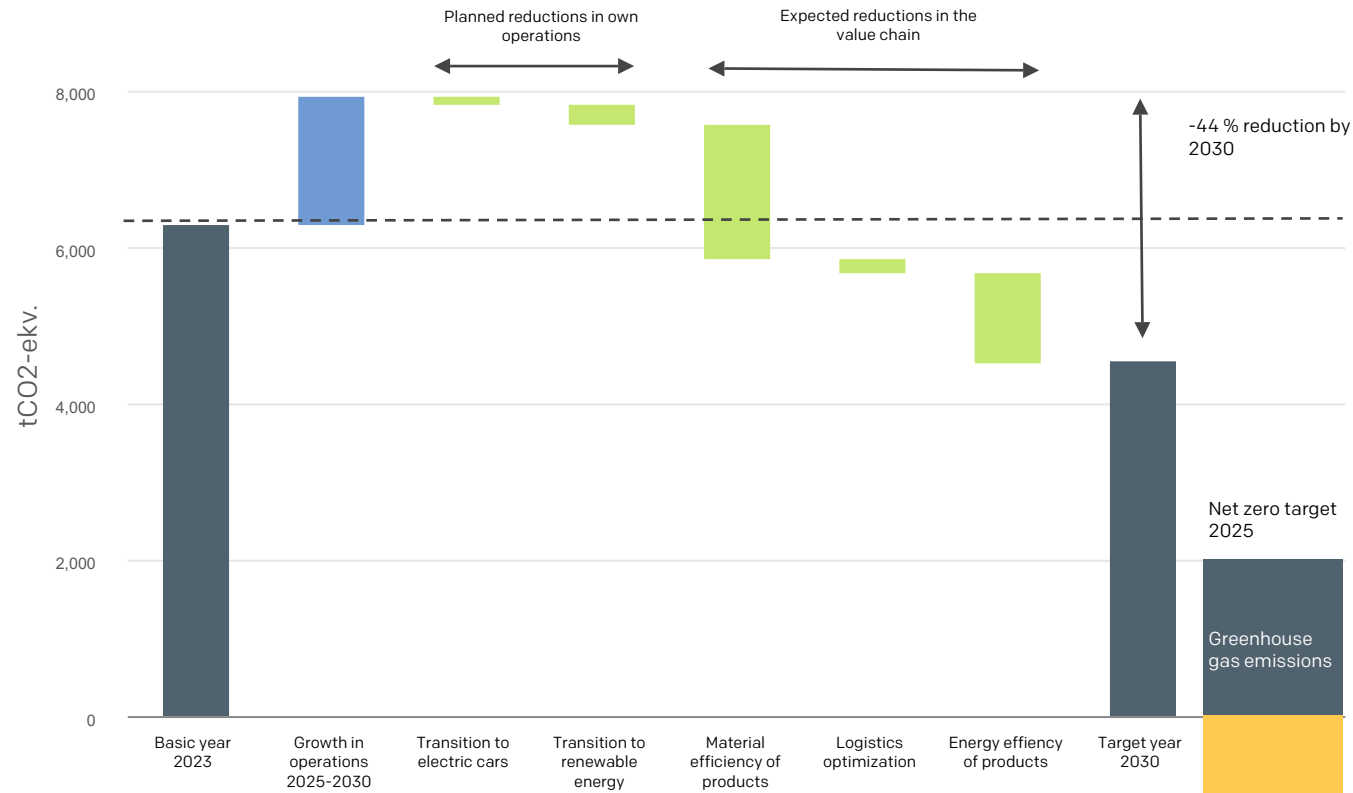 Planned reductions in own
operations
Expected reductions in the
value chain
8,000
6,000
4,000
2,000
0
tCO2-ekv.
-44 % reduction by
2030
Net zero target
2025
Greenhouse
gas emissions
Basic year
2023
Growth in
operations
2025-2030
Transition to
electric cars
Transition to
renewable
energy
Material
efficiency of
products
Logistics
optimization
Energy effiency
of products
Target year
2030